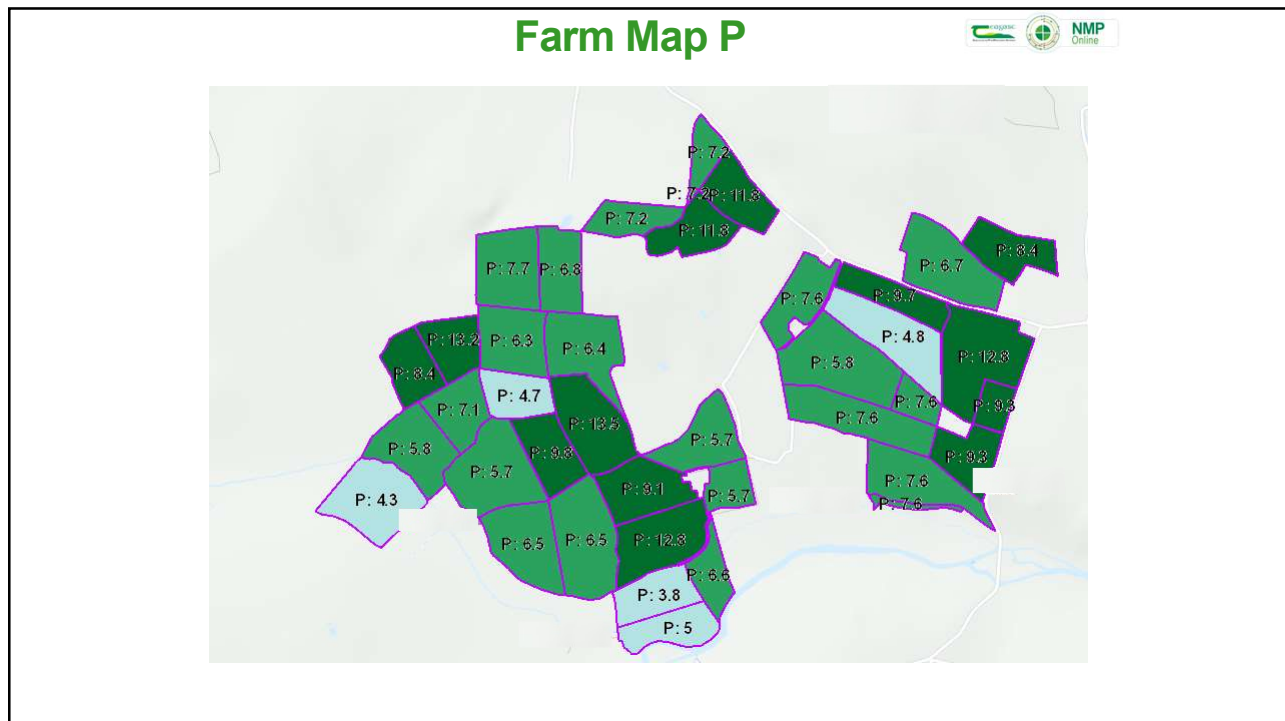 Farm Map P
NMP
Online
P: 7.2
P: 7.2
P: 11.8
P: 7.2
P: 11.8
P: 8.4
P: 6.7
P: 7.7
P: 6.8
P: 7.6
P: 9.7
P: 13.2
P: 6.3
P: 6.4
P: 4.8
P: 12.8
P: 8.4
P: 5.8
P: 4.7
P: 7.6
P: 9.3
P: 7.1
P: 7.6
P: 13.5
P: 5.8
P: 5.7
P: 9.3
P: 5.7
P: 7.6
P: 4.3
P: 9.1
P: 5.7
P: 7.6
P: 6.5
P: 6.5
P: 12.8
P: 6.6
P: 3.8
P: 5